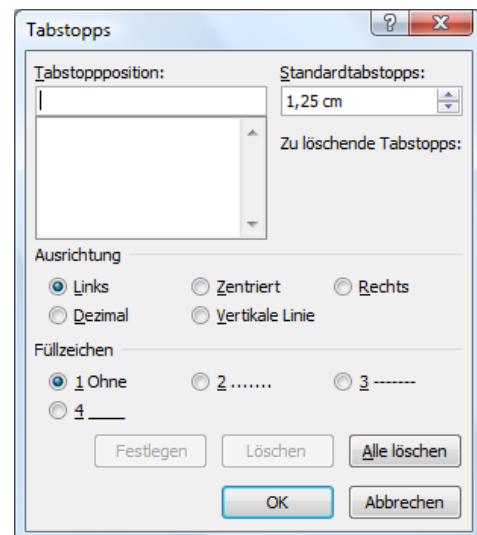 Tabstopps
Tabstoppposition:
Standardtabstopps:
1,25 cm
Zu löschende Tabstopps:
Ausrichtung
Links
Zentriert
Rechts
Dezimal
Vertikale Linie
Füllzeichen
1 Ohne
2 .......
3 -------
4 ____
Festlegen
Löschen
Alle löschen
OK
Abbrechen